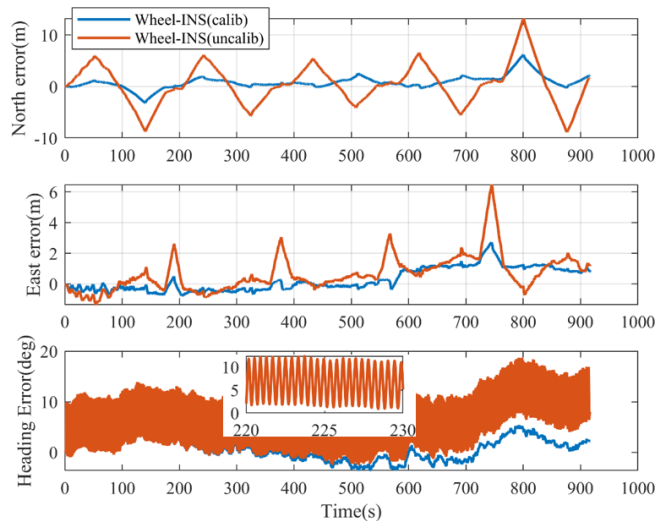 Wheel-INS(calib)
Wheel-INS(uncalib)
North error(m)
10
0
-10
0 100 200 300 400 500 600 700 800 900 1000
East error(m)
6
4
2
0
0 100 200 300 400 500 600 700 800 900 1000
Heading Error(deg)
20
10
0
10
5
0
220 225 230
0 100 200 300 400 500 600 700 800 900 1000
Time(s)